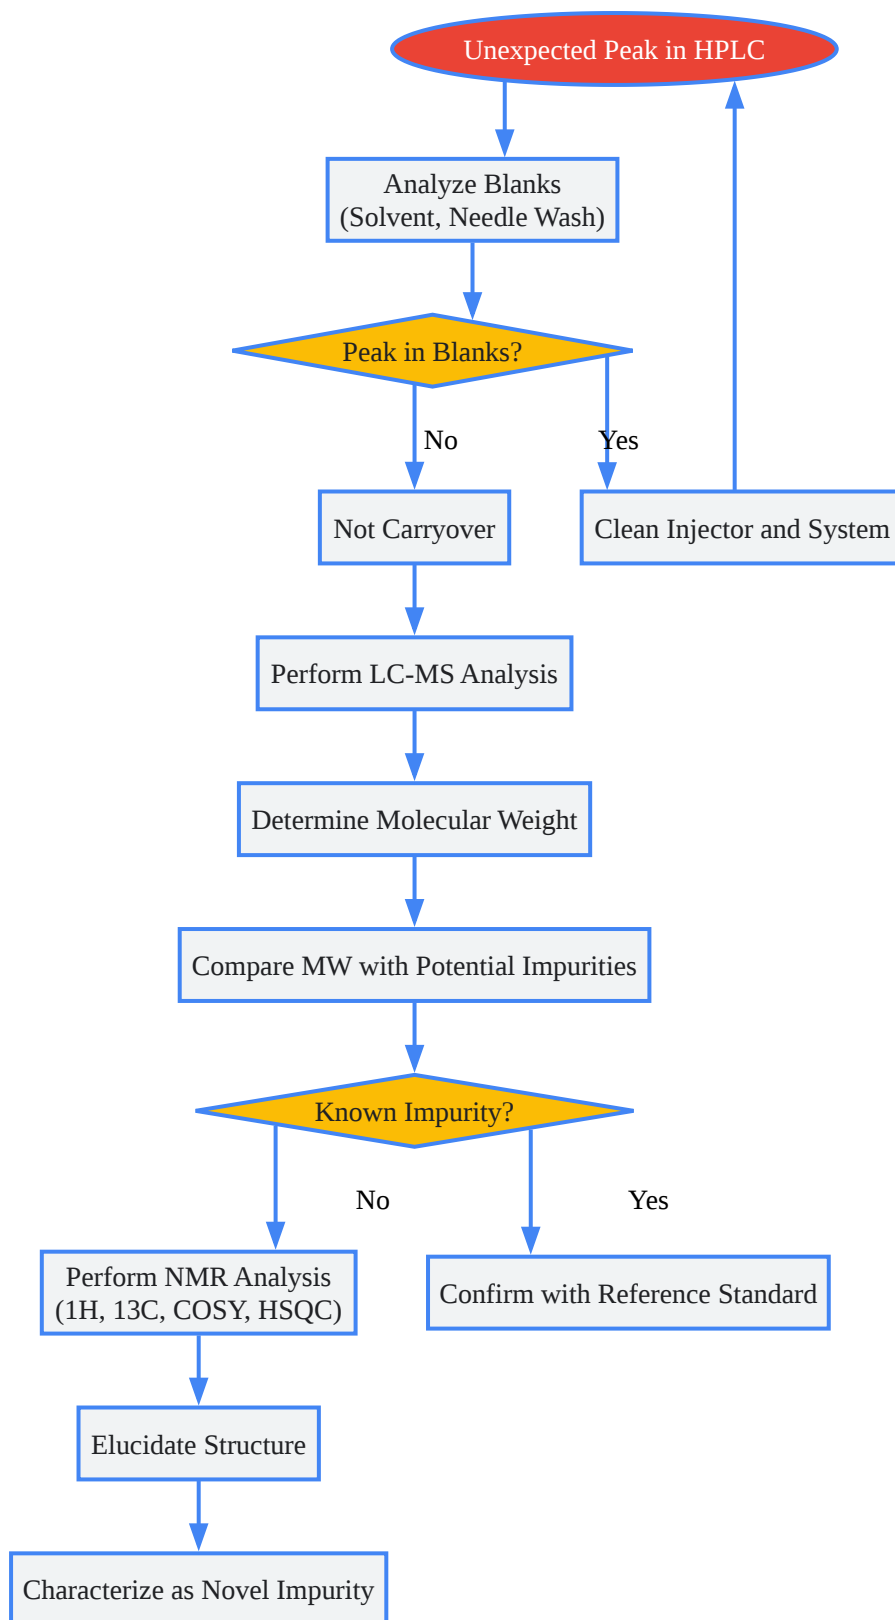 Unexpected Peak in HPLC
Analyze Blanks
(Solvent, Needle Wash)
Peak in Blanks?
No
Yes
Not Carryover
Clean Injector and System
Perform LC-MS Analysis
Determine Molecular Weight
Compare MW with Potential Impurities
Known Impurity?
No
Yes
Perform NMR Analysis
(1H, 13C, COSY, HSQC)
Confirm with Reference Standard
Elucidate Structure
Characterize as Novel Impurity